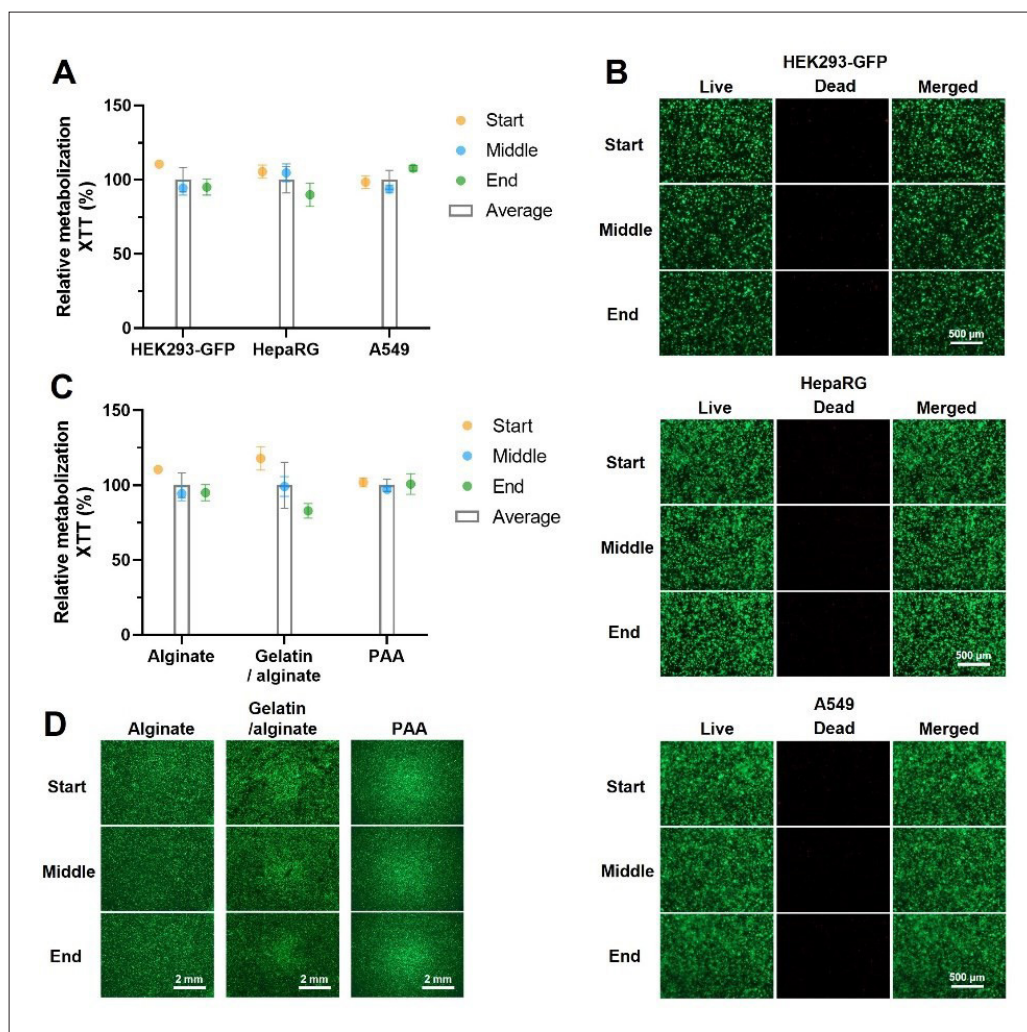 A
Relative metabolization
XTT (%)
150
100
50
0
HEK293-GFP HepaRG A549
Start
Middle
End
Average
B
HEK293-GFP
Live Dead Merged
Start
Middle
End
500 µm
C
Relative metabolization
XTT (%)
150
100
50
0
Alginate Gelatin PAA
/ alginate
Start
Middle
End
Average
HepaRG
Live Dead Merged
Start
Middle
End
500 µm
D
Gelatin
Alginate /alginate PAA
Start
Middle
End
2 mm 2 mm 2 mm
A549
Live Dead Merged
Start
Middle
End
500 µm